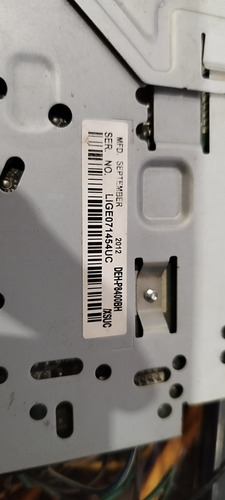 MFD. SEPTEMBER 2012 DEH-P8400BH
SER. NO. LIGE071454UC /XSUC